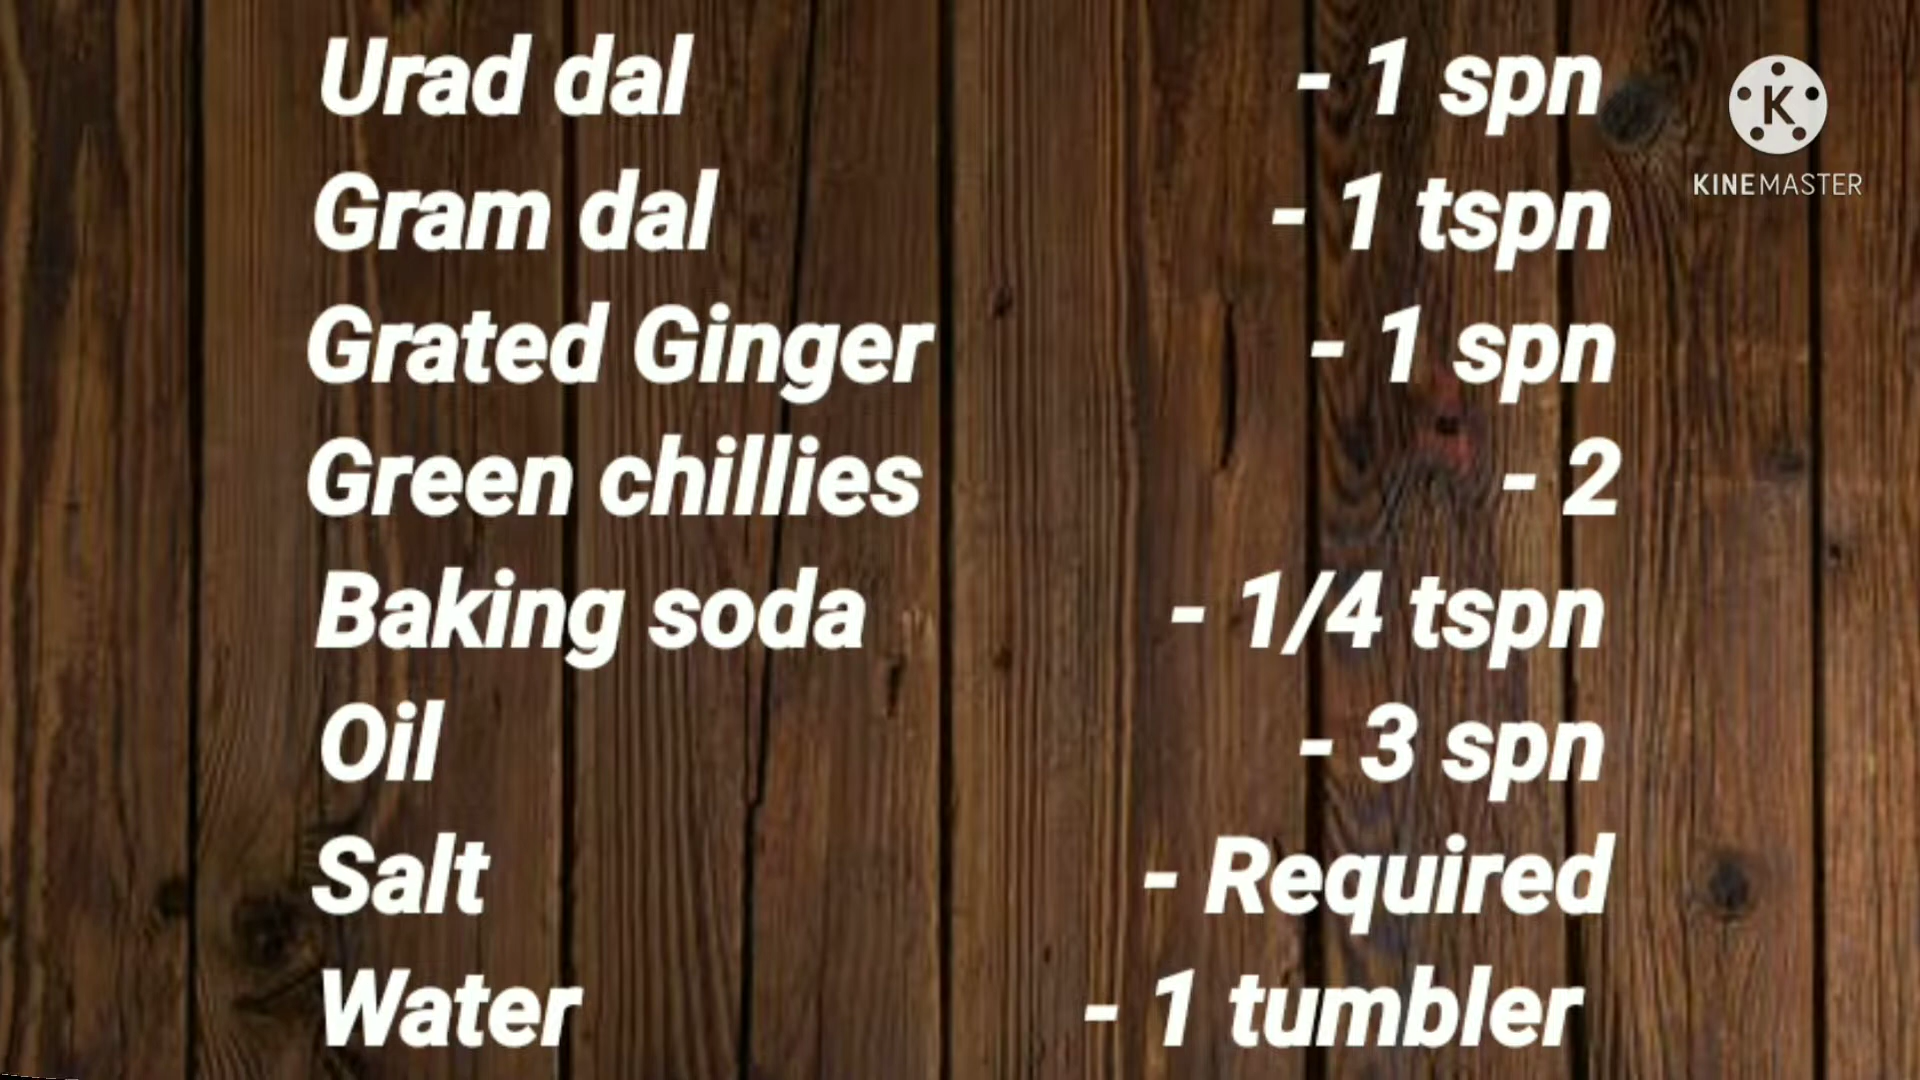 Urad dal - 1 spn
Gram dal - 1 tspn
Grated Ginger - 1 spn
Green chillies - 2
Baking soda - 1/4 tspn
Oil - 3 spn
Salt - Required
Water - 1 tumbler
K
KINEMASTER